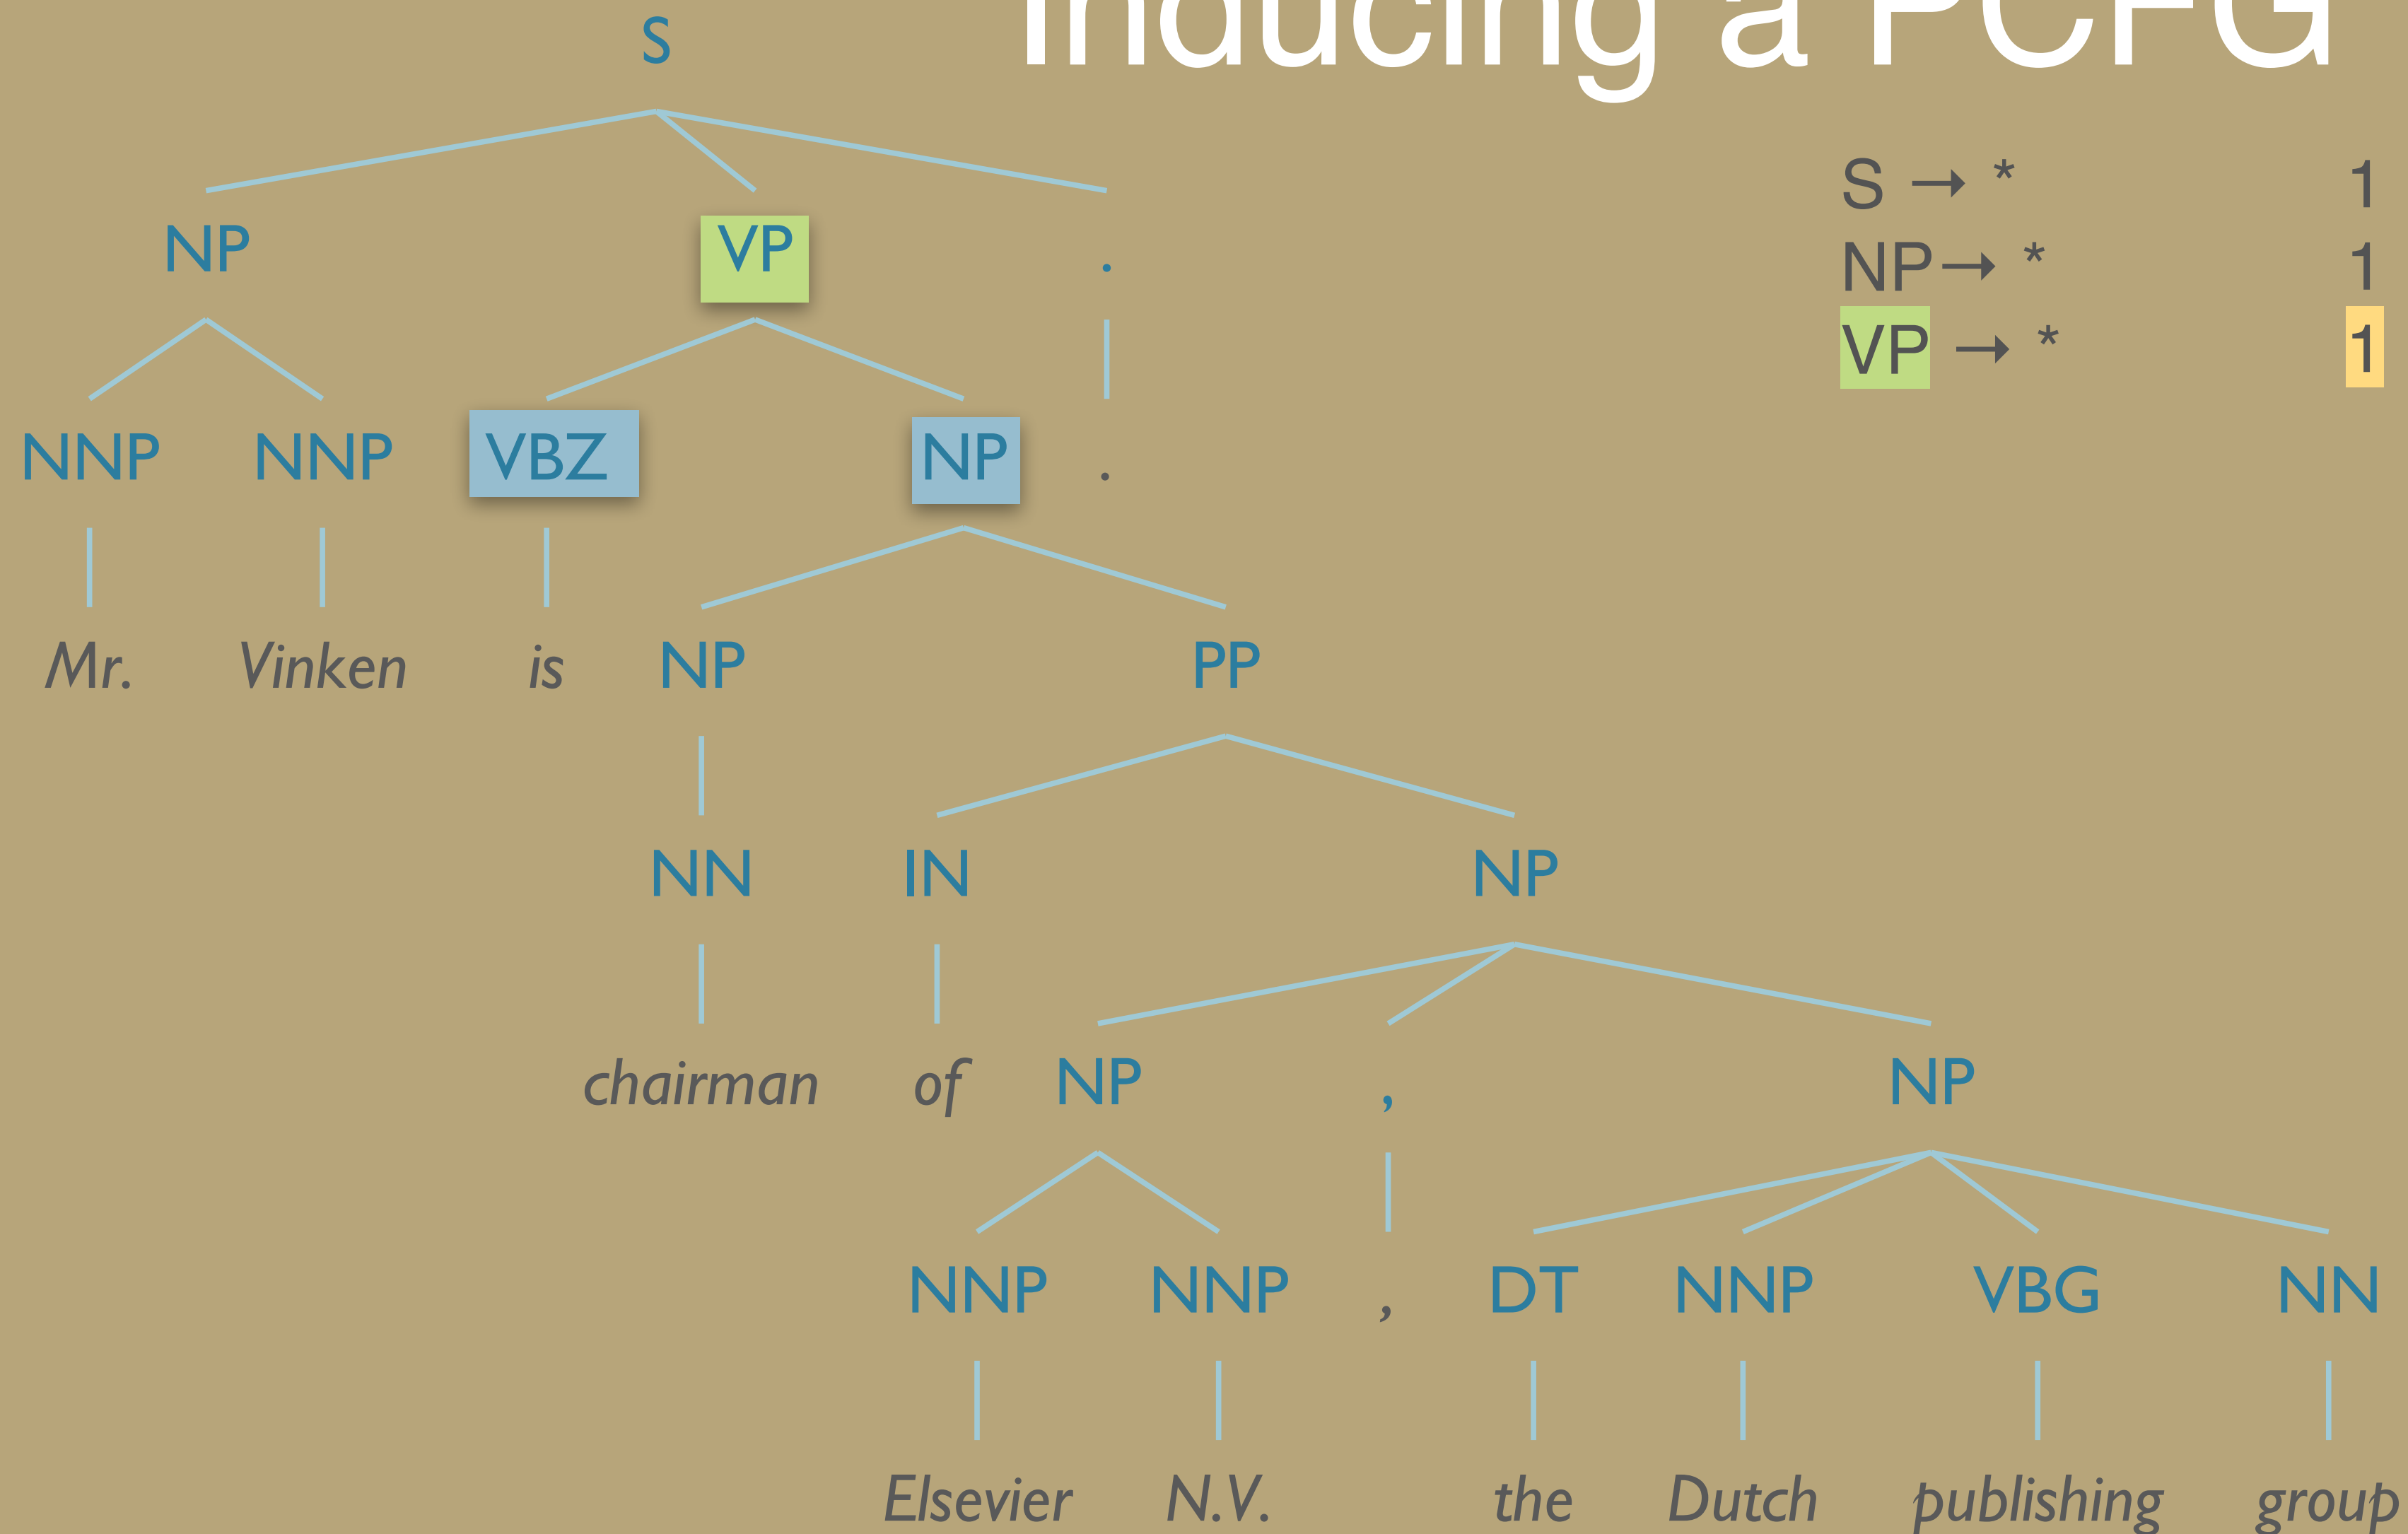 Inducing a PCFG
S
S → * 1
NP VP .
NP → * 1
VP → * 1
NNP NNP VBZ NP .
Mr. Vinken is NP PP
NN IN NP
chairman of NP , NP
NNP NNP , DT NNP VBG NN
Elsevier N.V. the Dutch publishing group